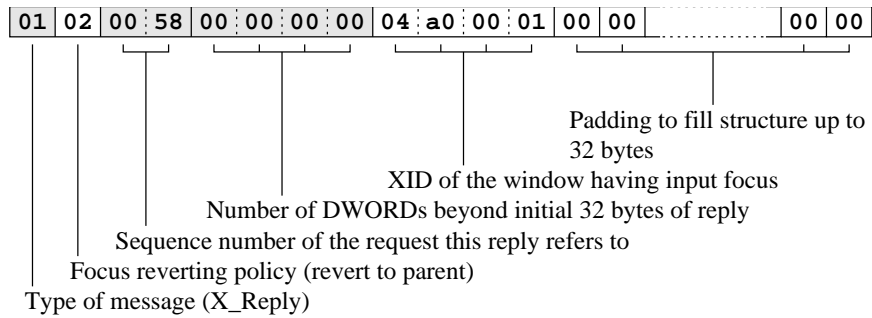 01 02 00 58 00 00 00 00 04 a0 00 01 00 00 00 00
Padding to fill structure up to
32 bytes
XID of the window having input focus
Number of DWORDs beyond initial 32 bytes of reply
Sequence number of the request this reply refers to
Focus reverting policy (revert to parent)
Type of message (X_Reply)